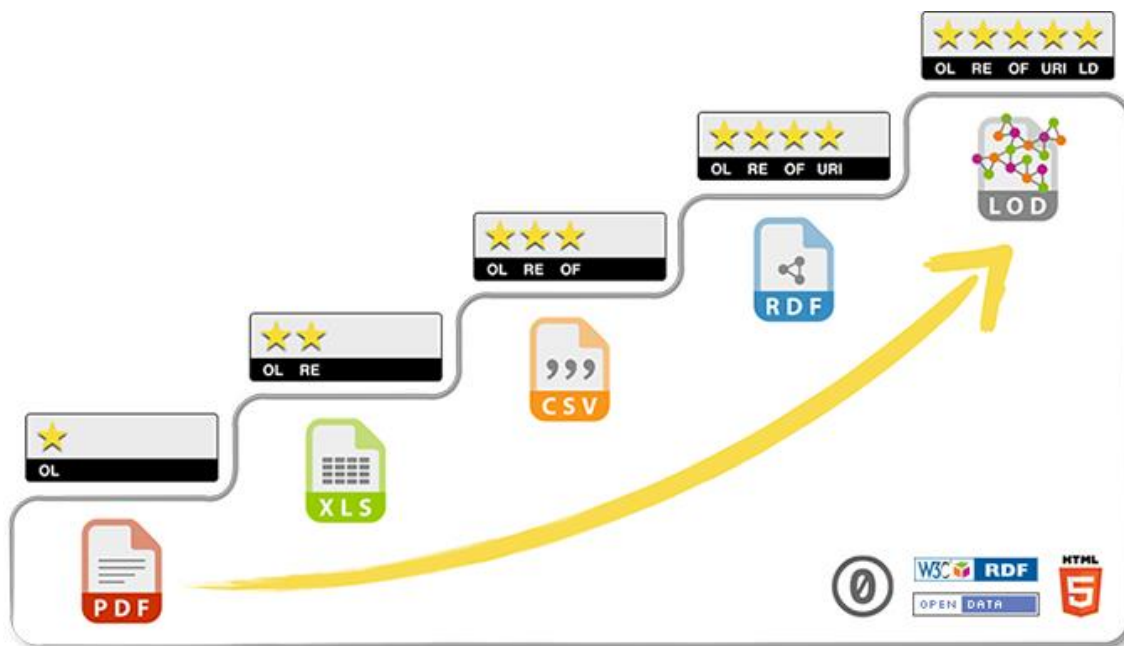 OL RE OF URI LD
OL RE OF URI
LOD
OL RE OF
RDF
OL RE
CSV
OL
XLS
PDF
0
W3C RDF
HTML
5
OPEN DATA